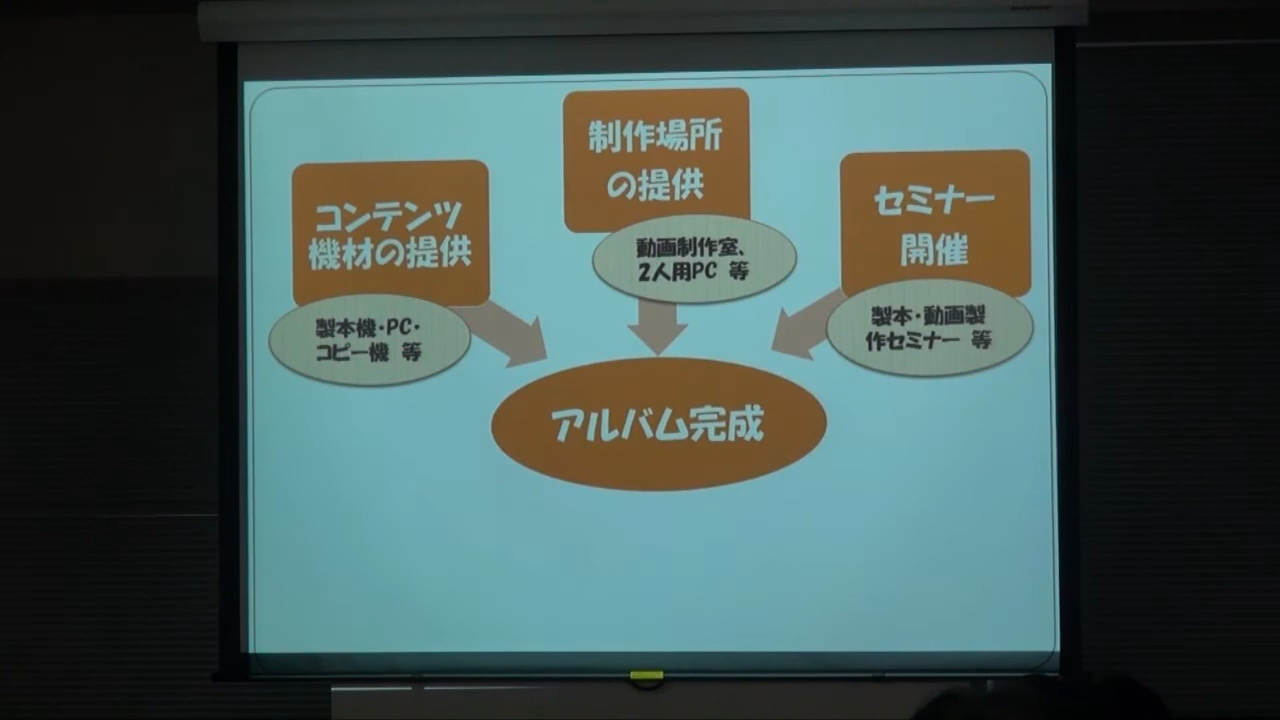 コンテンツ
機材の提供
製本機・PC・
コピー機 等
制作場所
の提供
動画制作室、
2人用PC 等
セミナー
開催
製本・動画製
作セミナー 等
アルバム完成